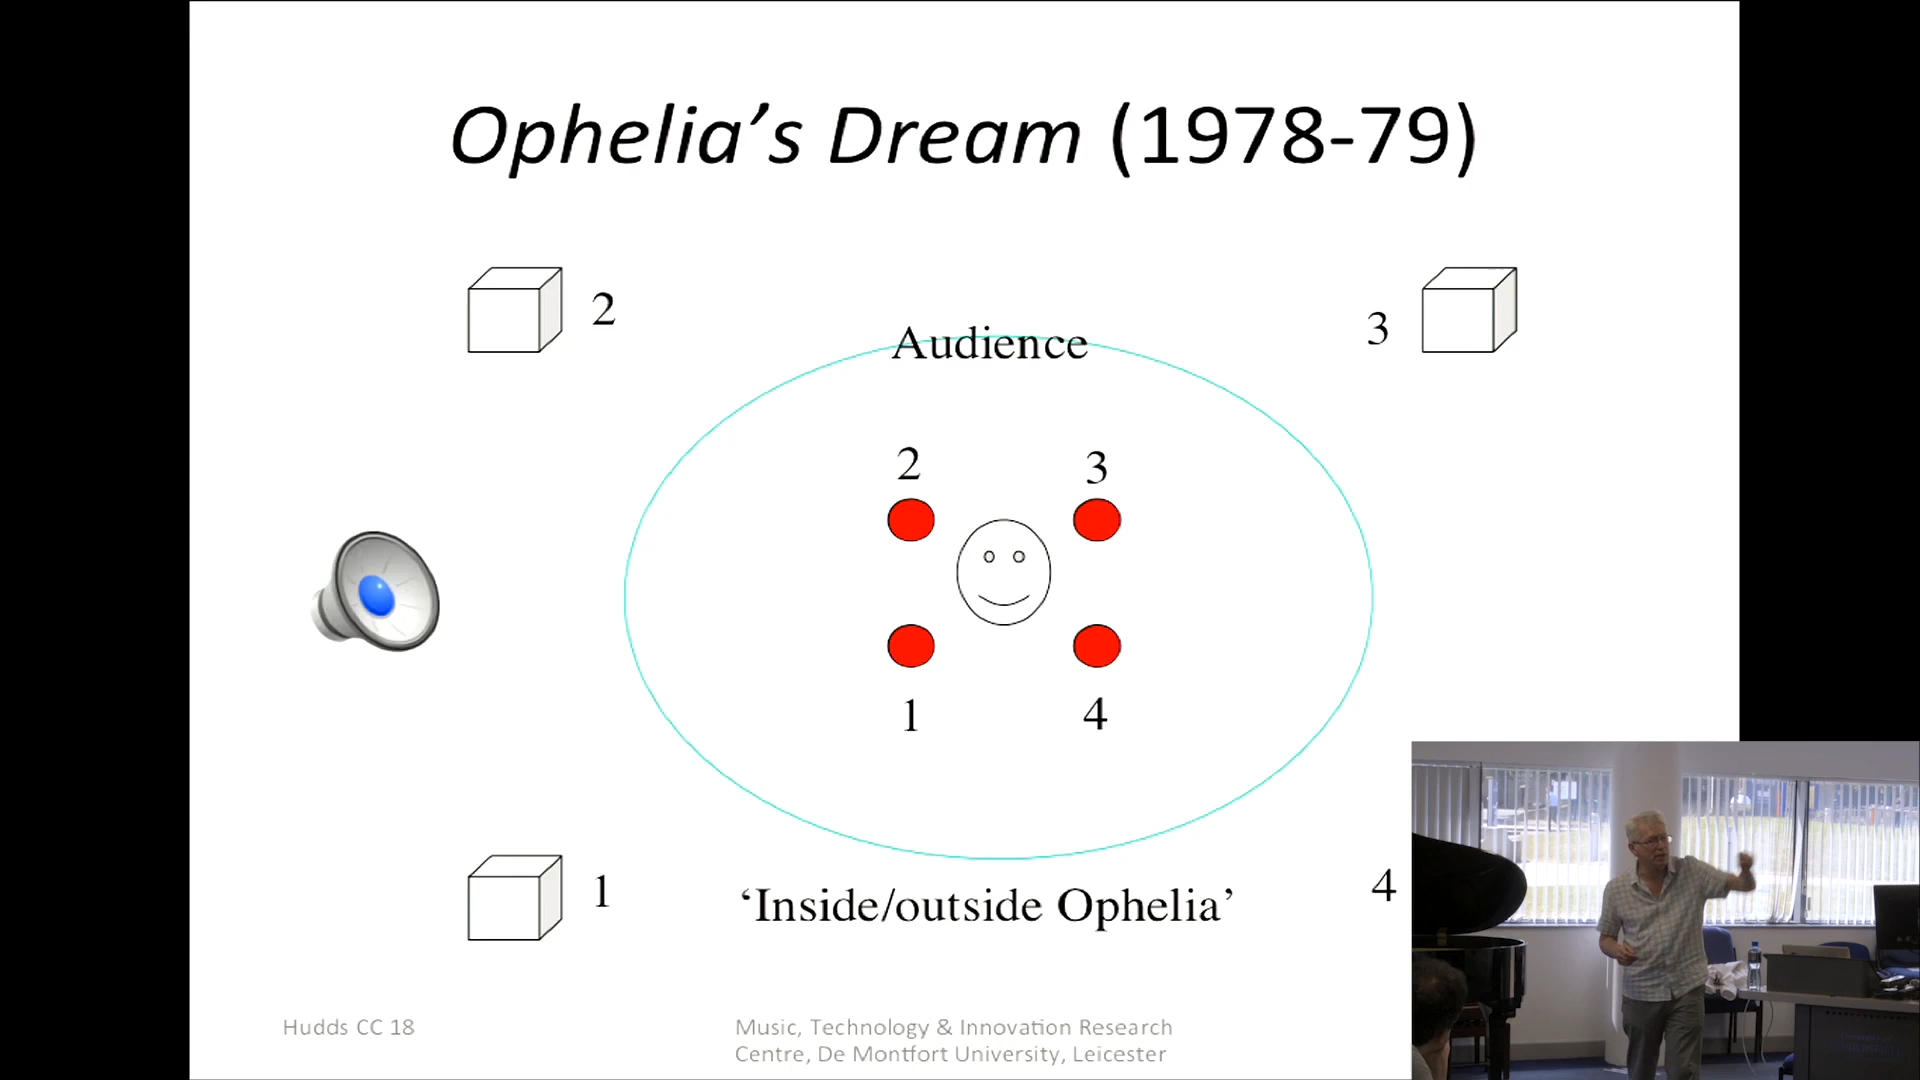 Ophelia’s Dream (1978-79)
2
3
Audience
2
3
1
4
1
‘Inside/outside Ophelia’
4
Hudds CC 18
Music, Technology & Innovation Research
Centre, De Montfort University, Leicester